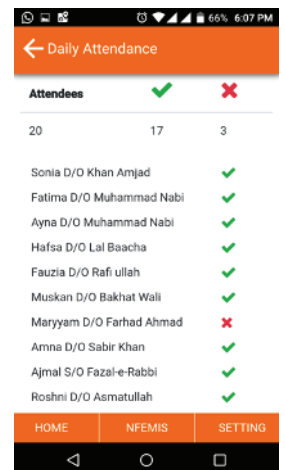 66% 6:07 PM
Daily Attendance
Attendees
20 17 3
Sonia D/O Khan Amjad
Fatima D/O Muhammad Nabi
Ayna D/O Muhammad Nabi
Hafsa D/O Lal Baacha
Fauzia D/O Rafi ullah
Muskan D/O Bakhat Wali
Maryyam D/O Farhad Ahmad
Amna D/O Sabir Khan
Ajmal S/O Fazal-e-Rabbi
Roshni D/O Asmatullah
HOME NFEMIS SETTING